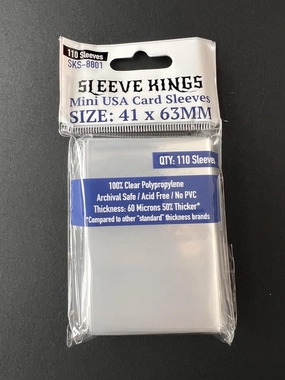 110 Sleeves
SKS-8801
SLEEVE KINGS
Mini USA Card Sleeves
SIZE: 41 x 63MM
QTY: 110 Sleeves
100% Clear Polypropylene
Archival Safe / Acid Free / No PVC
Thickness: 60 Microns 50% Thicker*
*Compared to other "standard" thickness brands